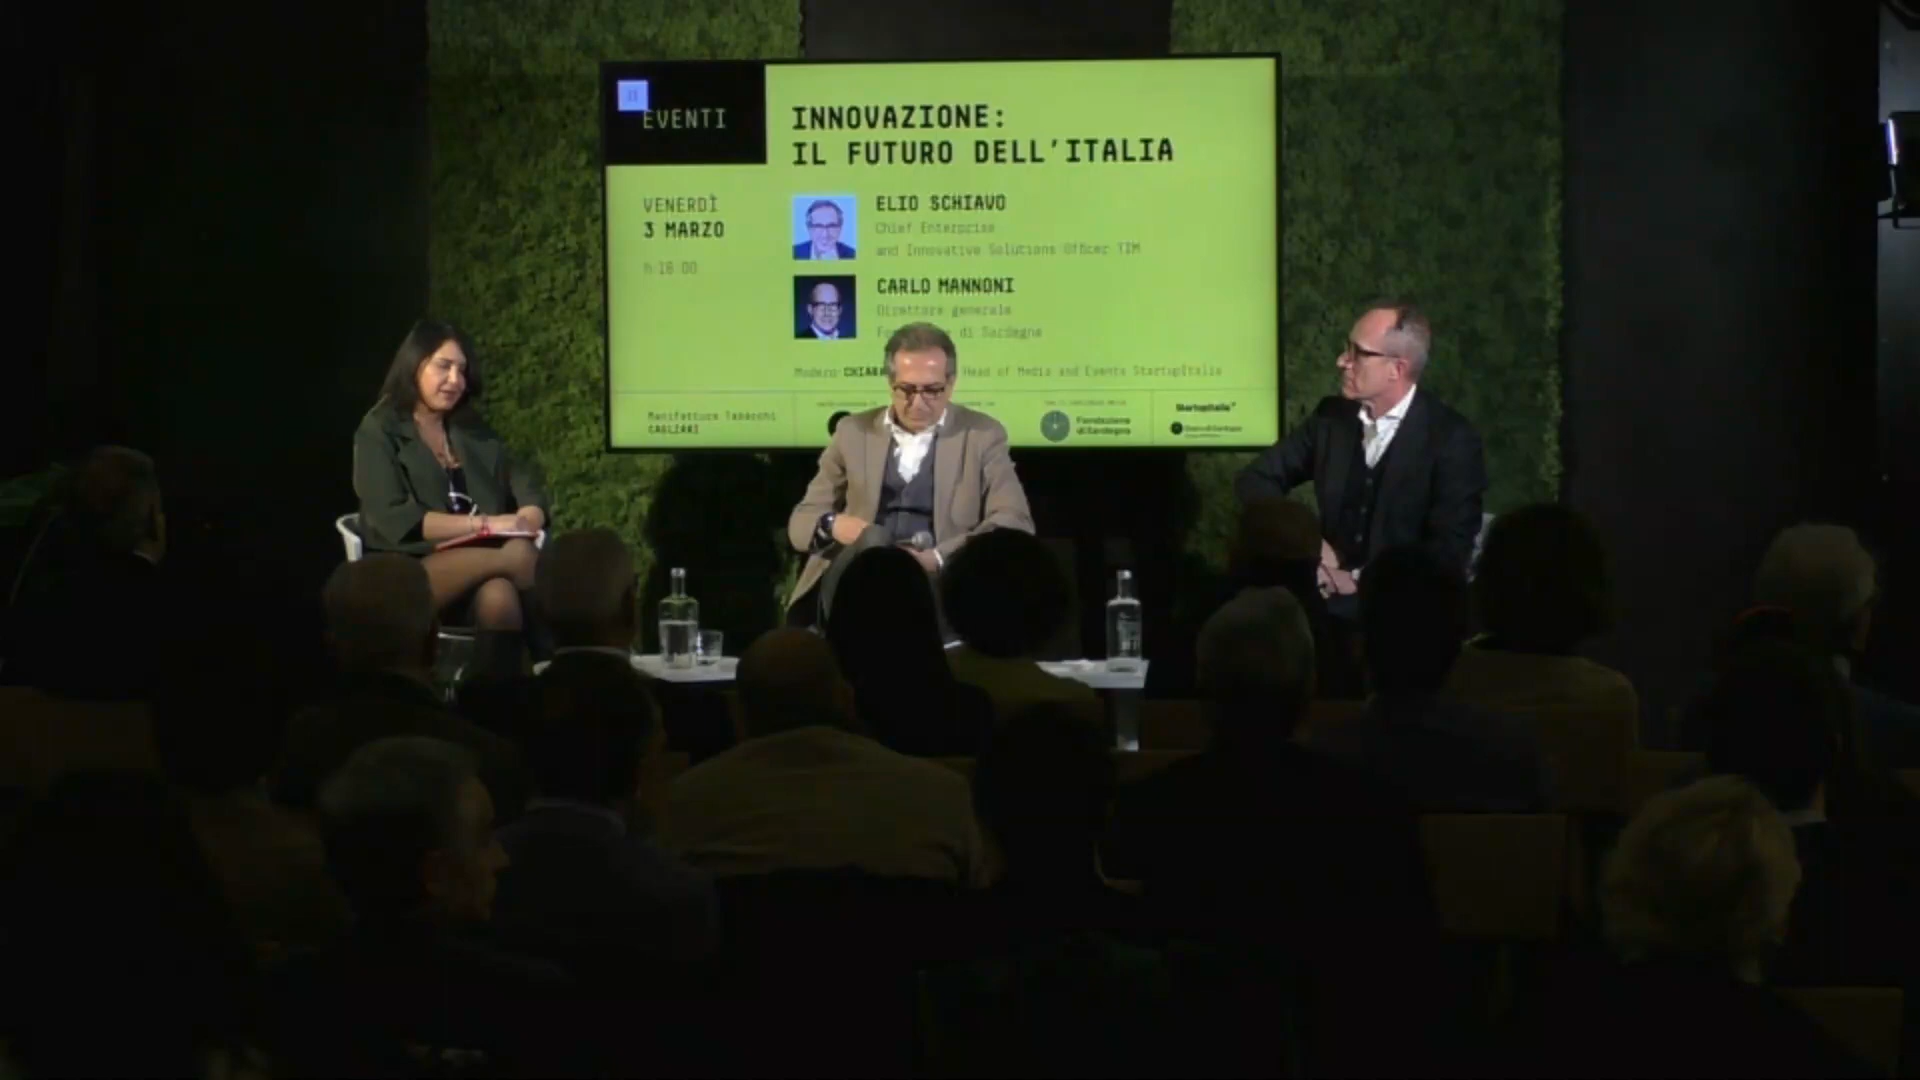 EVENTI
INNOVAZIONE:
IL FUTURO DELL'ITALIA
VENERDÌ
3 MARZO
h 18:00
ELIO SCHIAVO
Chief Enterprise
and Innovative Solutions Officer TIM
CARLO MANNONI
Direttore generale
di Sardegna
Modera: Head of Media and Events StartupItalia
Manifattura Tabacchi
CAGLIARI
Fondazione
di Sardegna
StartupItalia